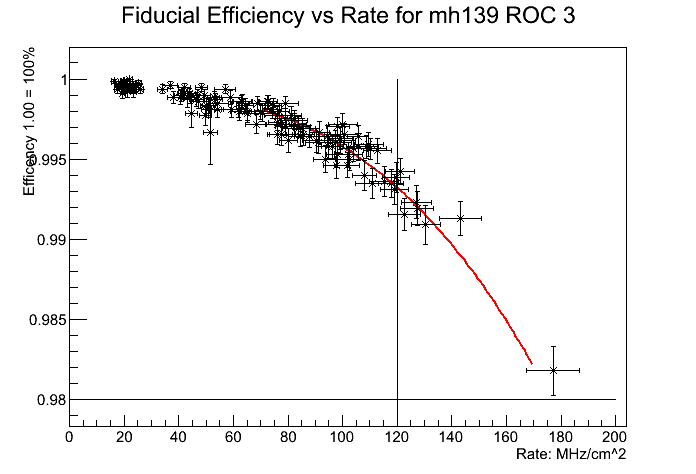 Fiducial Efficiency vs Rate for mh139 ROC 3
Efficency 1.00 = 100%
1
0.995
0.99
0.985
0.98
0 20 40 60 80 100 120 140 160 180 200
Rate: MHz/cm^2